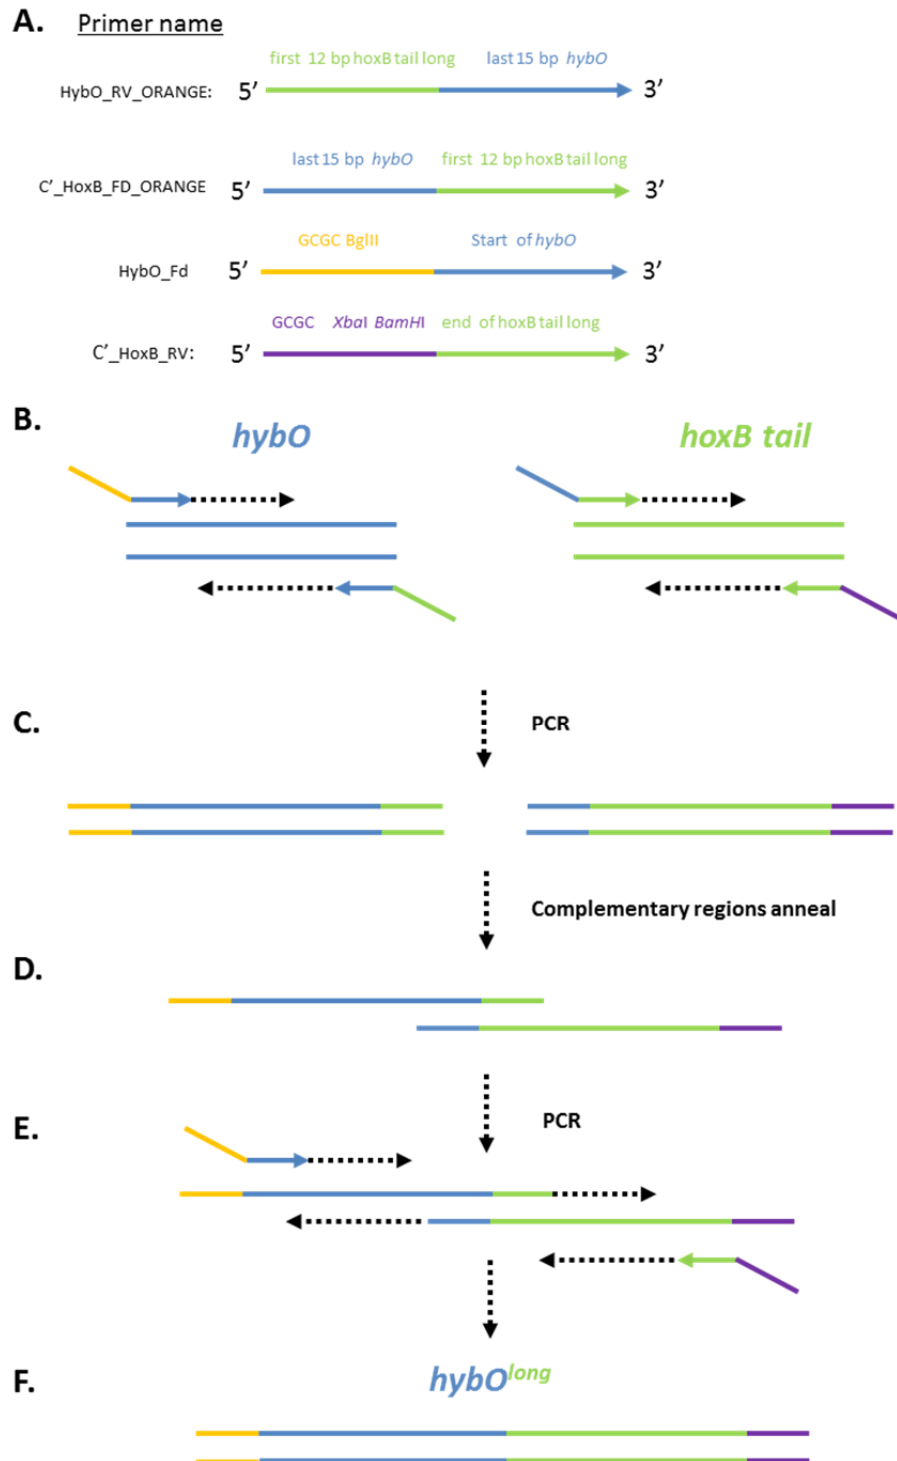 A. Primer name
first 12 bp hoxB tail long last 15 bp hybO
HybO_RV_ORANGE: 5’ 3’
last 15 bp hybO first 12 bp hoxB tail long
C’_HoxB_FD_ORANGE 5’ 3’
GCGC BglII Start of hybO
HybO_Fd 5’ 3’
GCGC XbaI BamHI end of hoxB tail long
C’_HoxB_RV: 5’ 3’
B.
hybO hoxB tail
C. PCR
Complementary regions anneal
D.
E. PCR
F. hybOlong